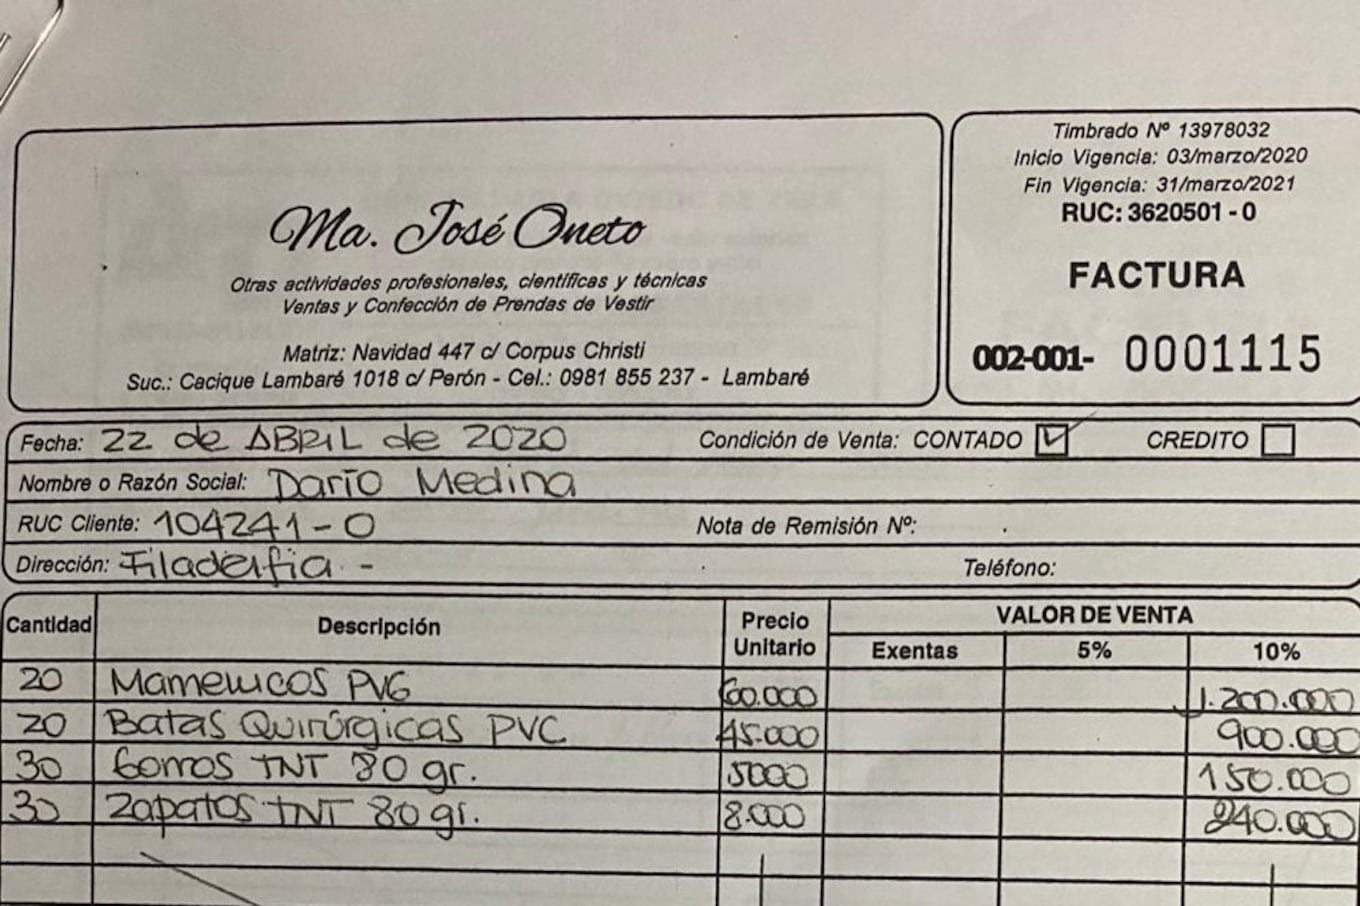 Timbrado Nº 13978032
Inicio Vigencia: 03/marzo/2020
Fin Vigencia: 31/marzo/2021
RUC: 3620501 - 0
FACTURA
002-001- 0001115
Ma. José Oneto
Otras actividades profesionales, científicas y técnicas
Ventas y Confección de Prendas de Vestir
Matriz: Navidad 447 c/ Corpus Christi
Suc.: Cacique Lambaré 1018 c/ Perón - Cel.: 0981 855 237 - Lambaré
Fecha: 22 de ABRIL de 2020 Condición de Venta: CONTADO CREDITO
Nombre o Razón Social: Darío Medina
RUC Cliente: 104241-0 Nota de Remisión Nº:
Dirección: Filadelfia. - Teléfono:
Cantidad Descripción Precio Unitario VALOR DE VENTA
Exentas 5% 10%
20 Mamelucos PVC 60.000 1.200.000
20 Batas Quirúrgicas PVC 45.000 900.000
30 Gorros TNT 80 gr. 5000 150.000
30 Zapatos TNT 80 gr. 8.000 240.000